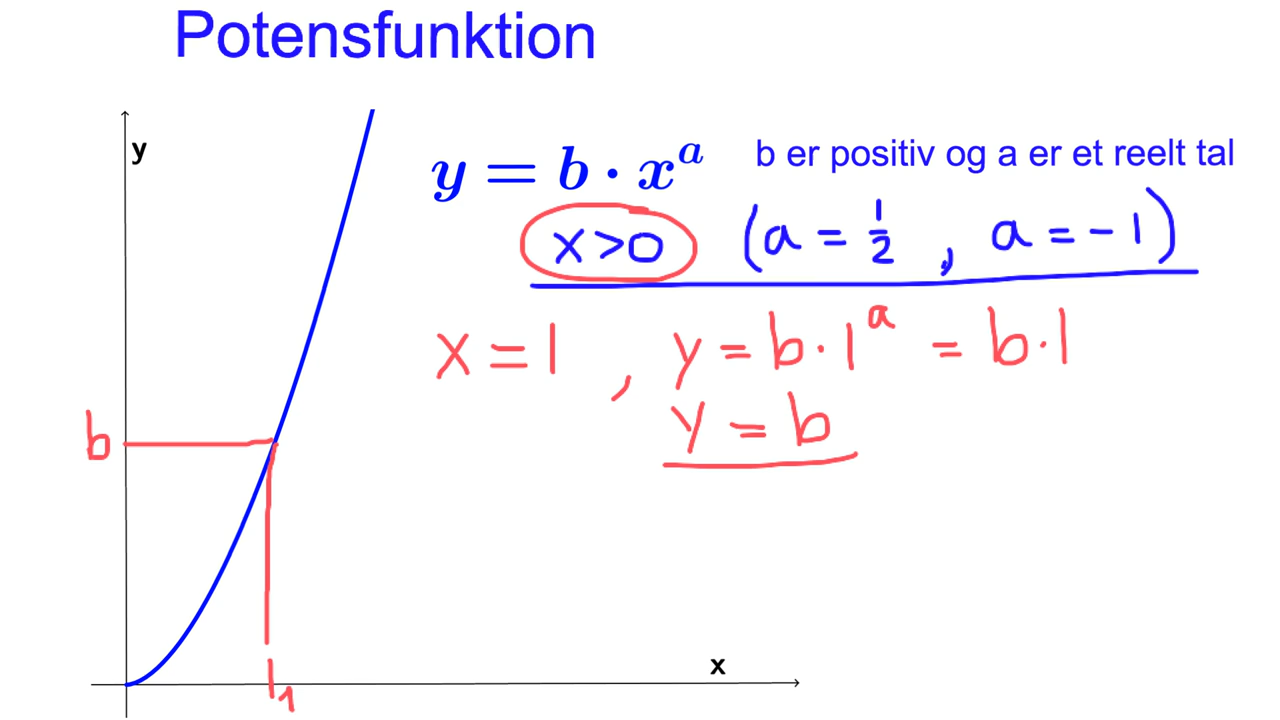 Potensfunktion
y
y = b · x^a
b er positiv og a er et reelt tal
x>0 (a = 1/2 , a = -1)
x = 1 , y = b · 1^a = b · 1
y = b
b
x
1